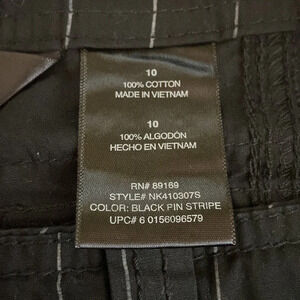 10
100% COTTON
MADE IN VIETNAM
10
100% ALGODÓN
HECHO EN VIETNAM
RN# 89169
STYLE# NK410307S
COLOR: BLACK PIN STRIPE
UPC# 6 0156096579